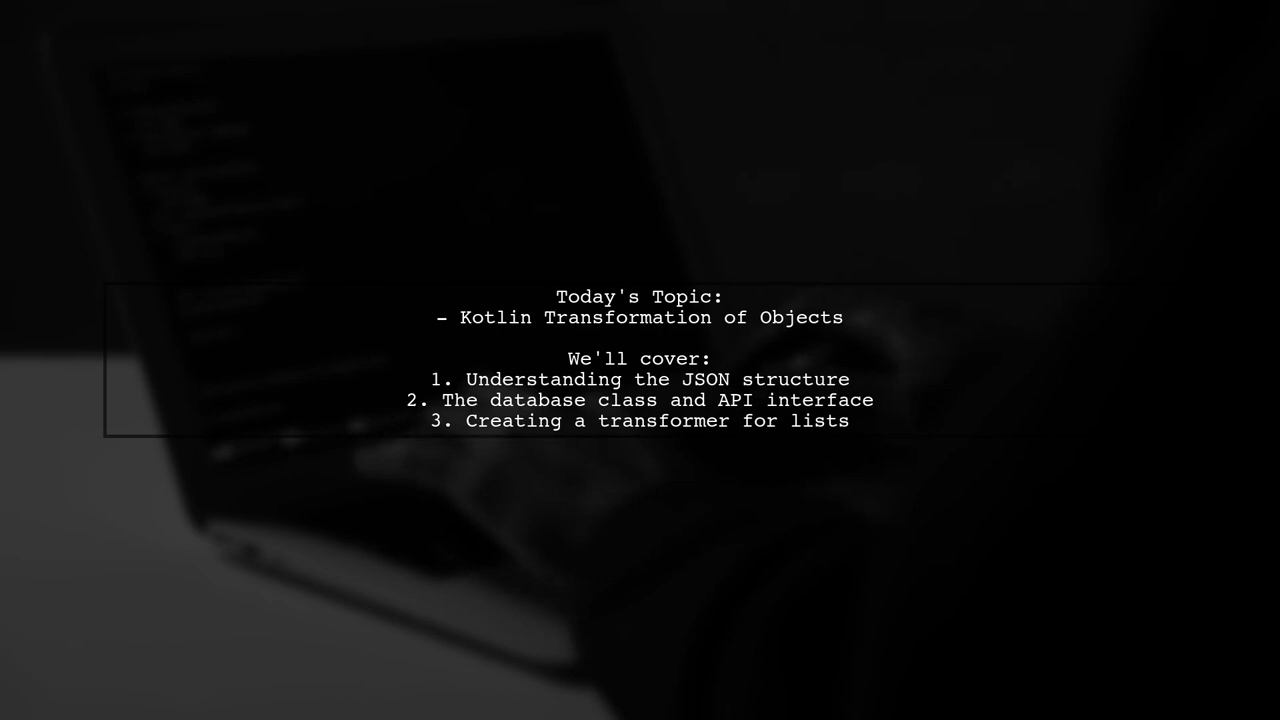 Today's Topic:
– Kotlin Transformation of Objects
We'll cover:
1. Understanding the JSON structure
2. The database class and API interface
3. Creating a transformer for lists